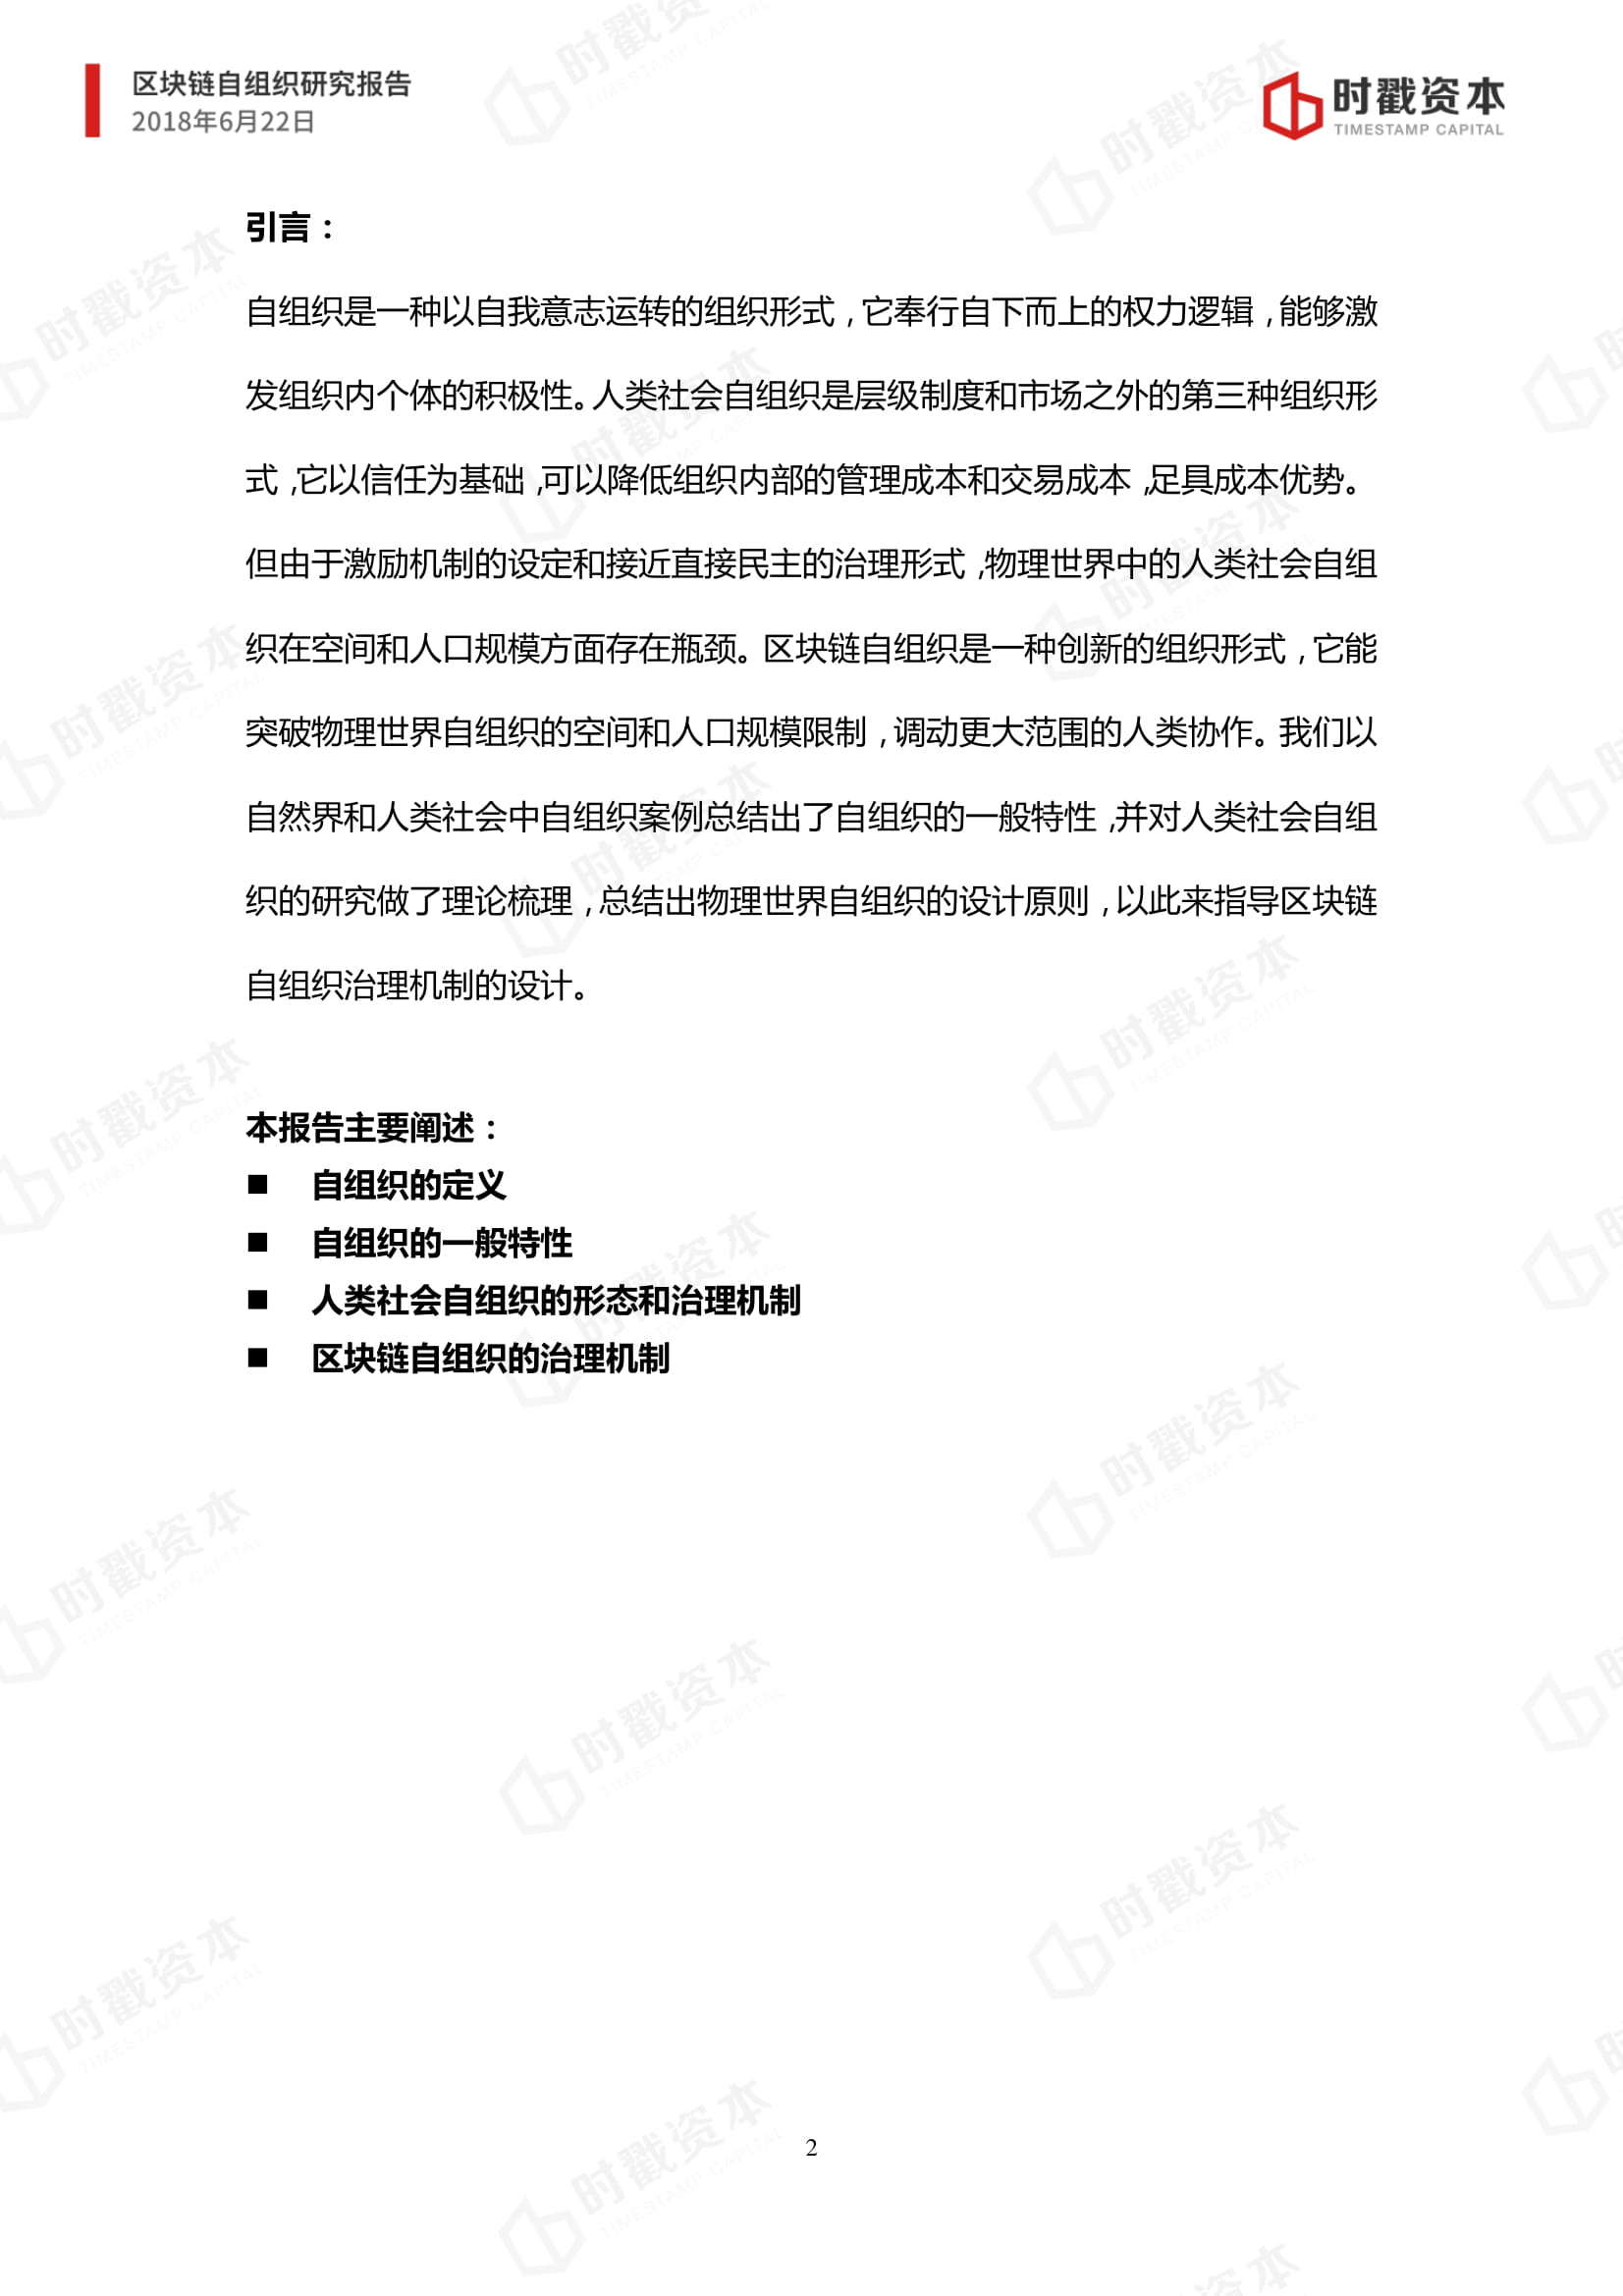 区块链自组织研究报告
2018年6月22日
时戳资本
TIMESTAMP CAPITAL
引言：
自组织是一种以自我意志运转的组织形式，它奉行自下而上的权力逻辑，能够激
发组织内个体的积极性。人类社会自组织是层级制度和市场之外的第三种组织形
式，它以信任为基础，可以降低组织内部的管理成本和交易成本，足具成本优势。
但由于激励机制的设定和接近直接民主的治理形式，物理世界中的人类社会自组
织在空间和人口规模方面存在瓶颈。区块链自组织是一种创新的组织形式，它能
突破物理世界自组织的空间和人口规模限制，调动更大范围的人类协作。我们以
自然界和人类社会中自组织案例总结出了自组织的一般特性，并对人类社会自组
织的研究做了理论梳理，总结出物理世界自组织的设计原则，以此来指导区块链
自组织治理机制的设计。
本报告主要阐述：
■ 自组织的定义
■ 自组织的一般特性
■ 人类社会自组织的形态和治理机制
■ 区块链自组织的治理机制
2